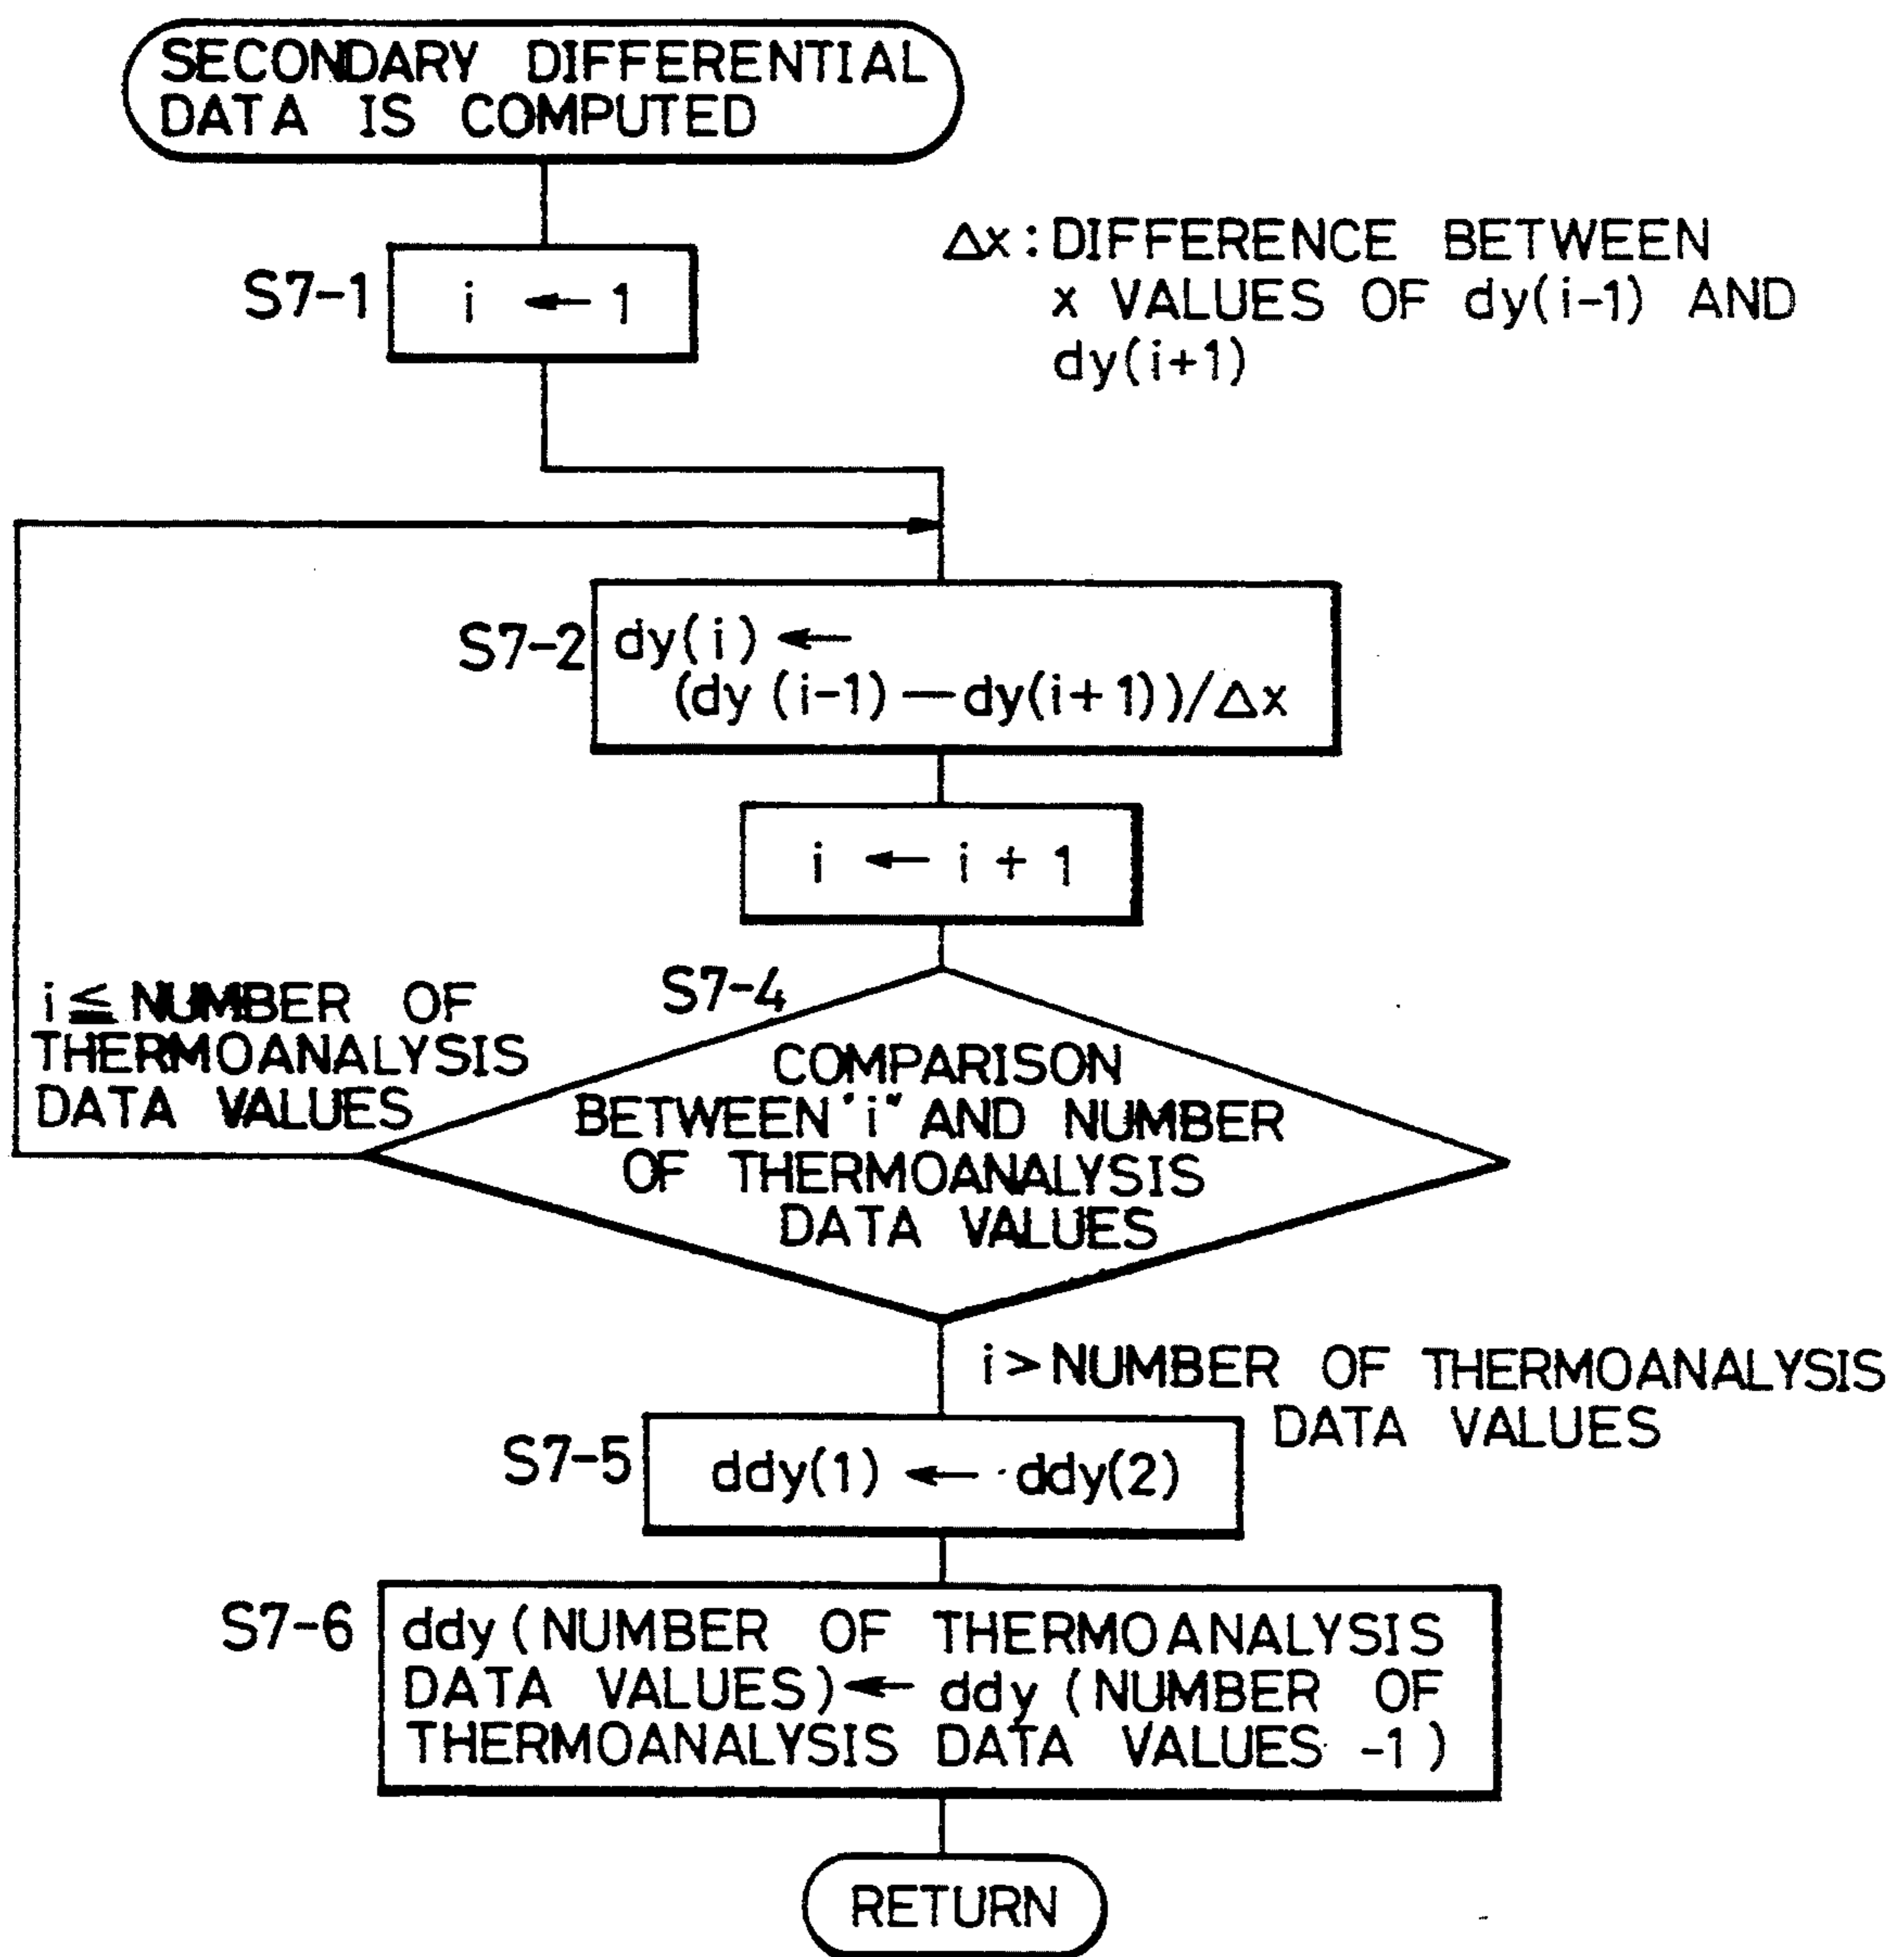 SECONDARY DIFFERENTIAL
DATA IS COMPUTED
S7-1
i ← 1
Δx : DIFFERENCE BETWEEN
x VALUES OF dy(i-1) AND
dy(i+1)
S7-2
dy(i) ←
(dy (i-1) — dy(i+1))/Δx
i ← i + 1
S7-4
i ≦ NUMBER OF
THERMOANALYSIS
DATA VALUES
COMPARISON
BETWEEN "i" AND NUMBER
OF THERMOANALYSIS
DATA VALUES
i > NUMBER OF THERMOANALYSIS
DATA VALUES
S7-5
ddy(1) ← ddy(2)
S7-6
ddy (NUMBER OF THERMOANALYSIS
DATA VALUES) ← ddy (NUMBER OF
THERMOANALYSIS DATA VALUES -1 )
RETURN